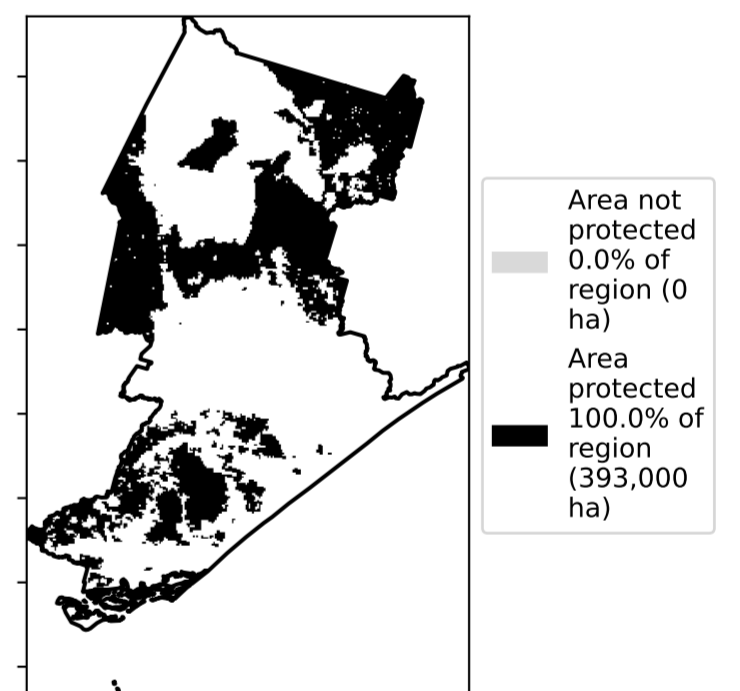 Area not
protected
0.0% of
region (0
ha)
Area
protected
100.0% of
region
(393,000
ha)